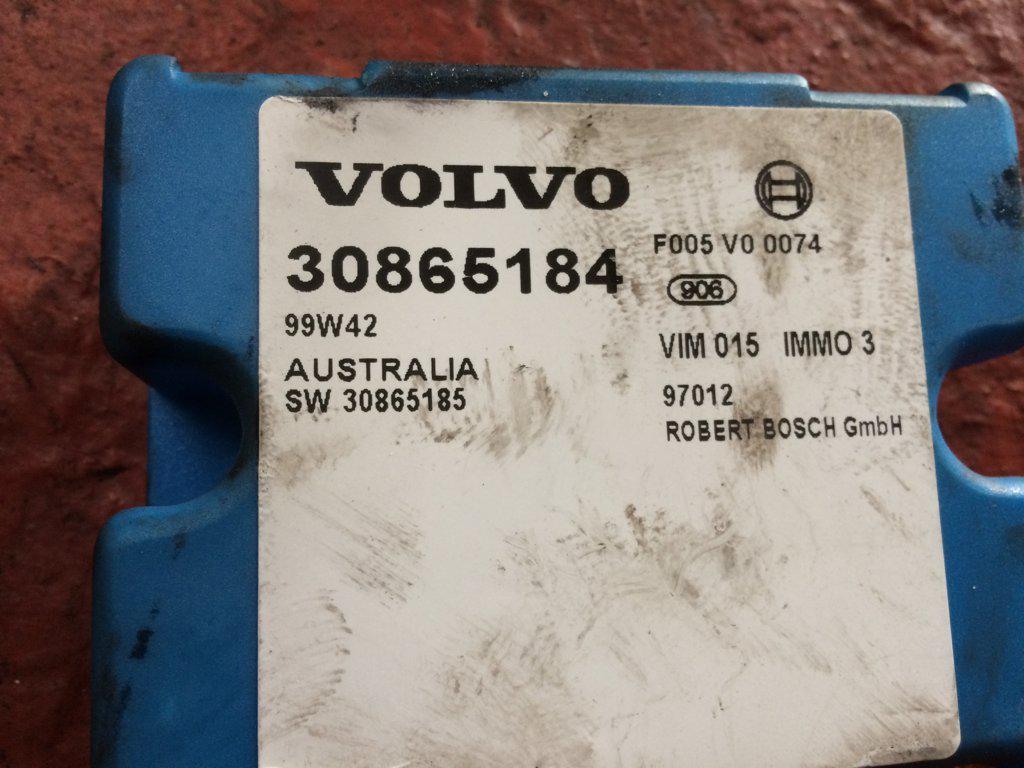 VOLVO
30865184
99W42
AUSTRALIA
SW 30865185
F005 V0 0074
906
VIM 015 IMMO 3
97012
ROBERT BOSCH GmbH